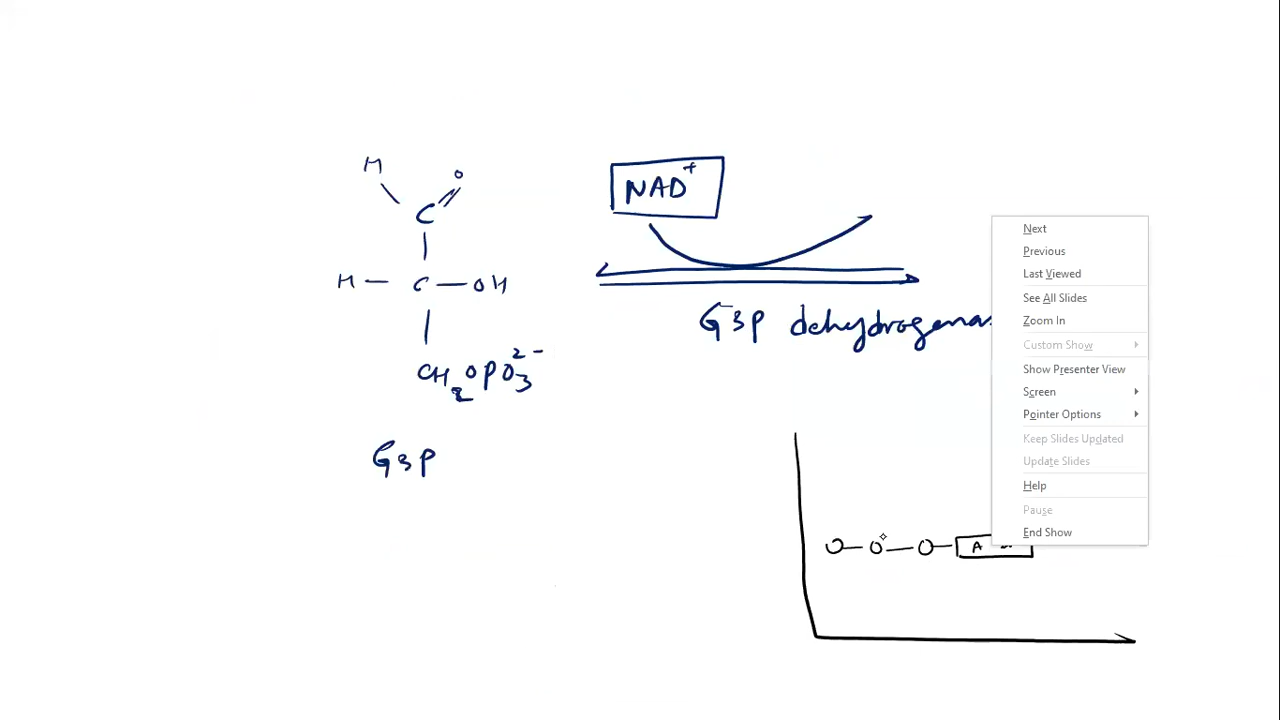 H
O
C
NAD+
H — C — OH
CH2OPO3 2-
G3P dehydrogenas
G3P
O — O — O — A
Next
Previous
Last Viewed
See All Slides
Zoom In
Custom Show
Show Presenter View
Screen
Pointer Options
Keep Slides Updated
Update Slides
Help
Pause
End Show